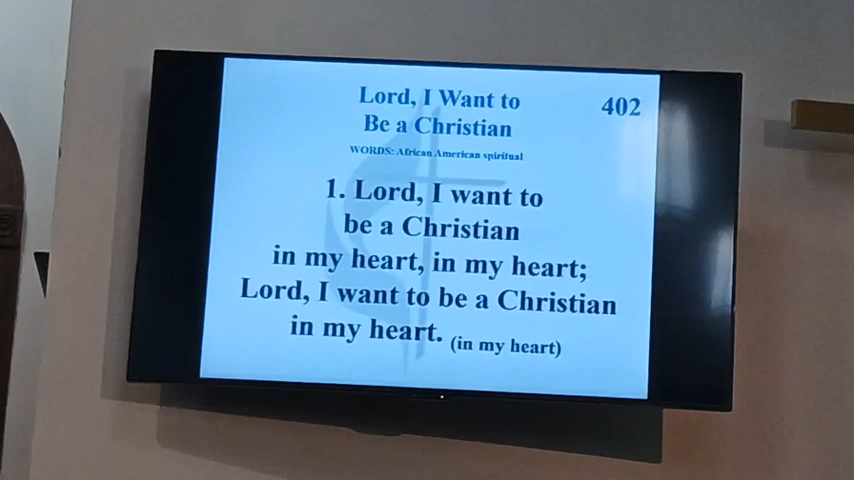 Lord, I Want to
Be a Christian
402
WORDS: African American spiritual
1. Lord, I want to
be a Christian
in my heart, in my heart;
Lord, I want to be a Christian
in my heart. (in my heart)